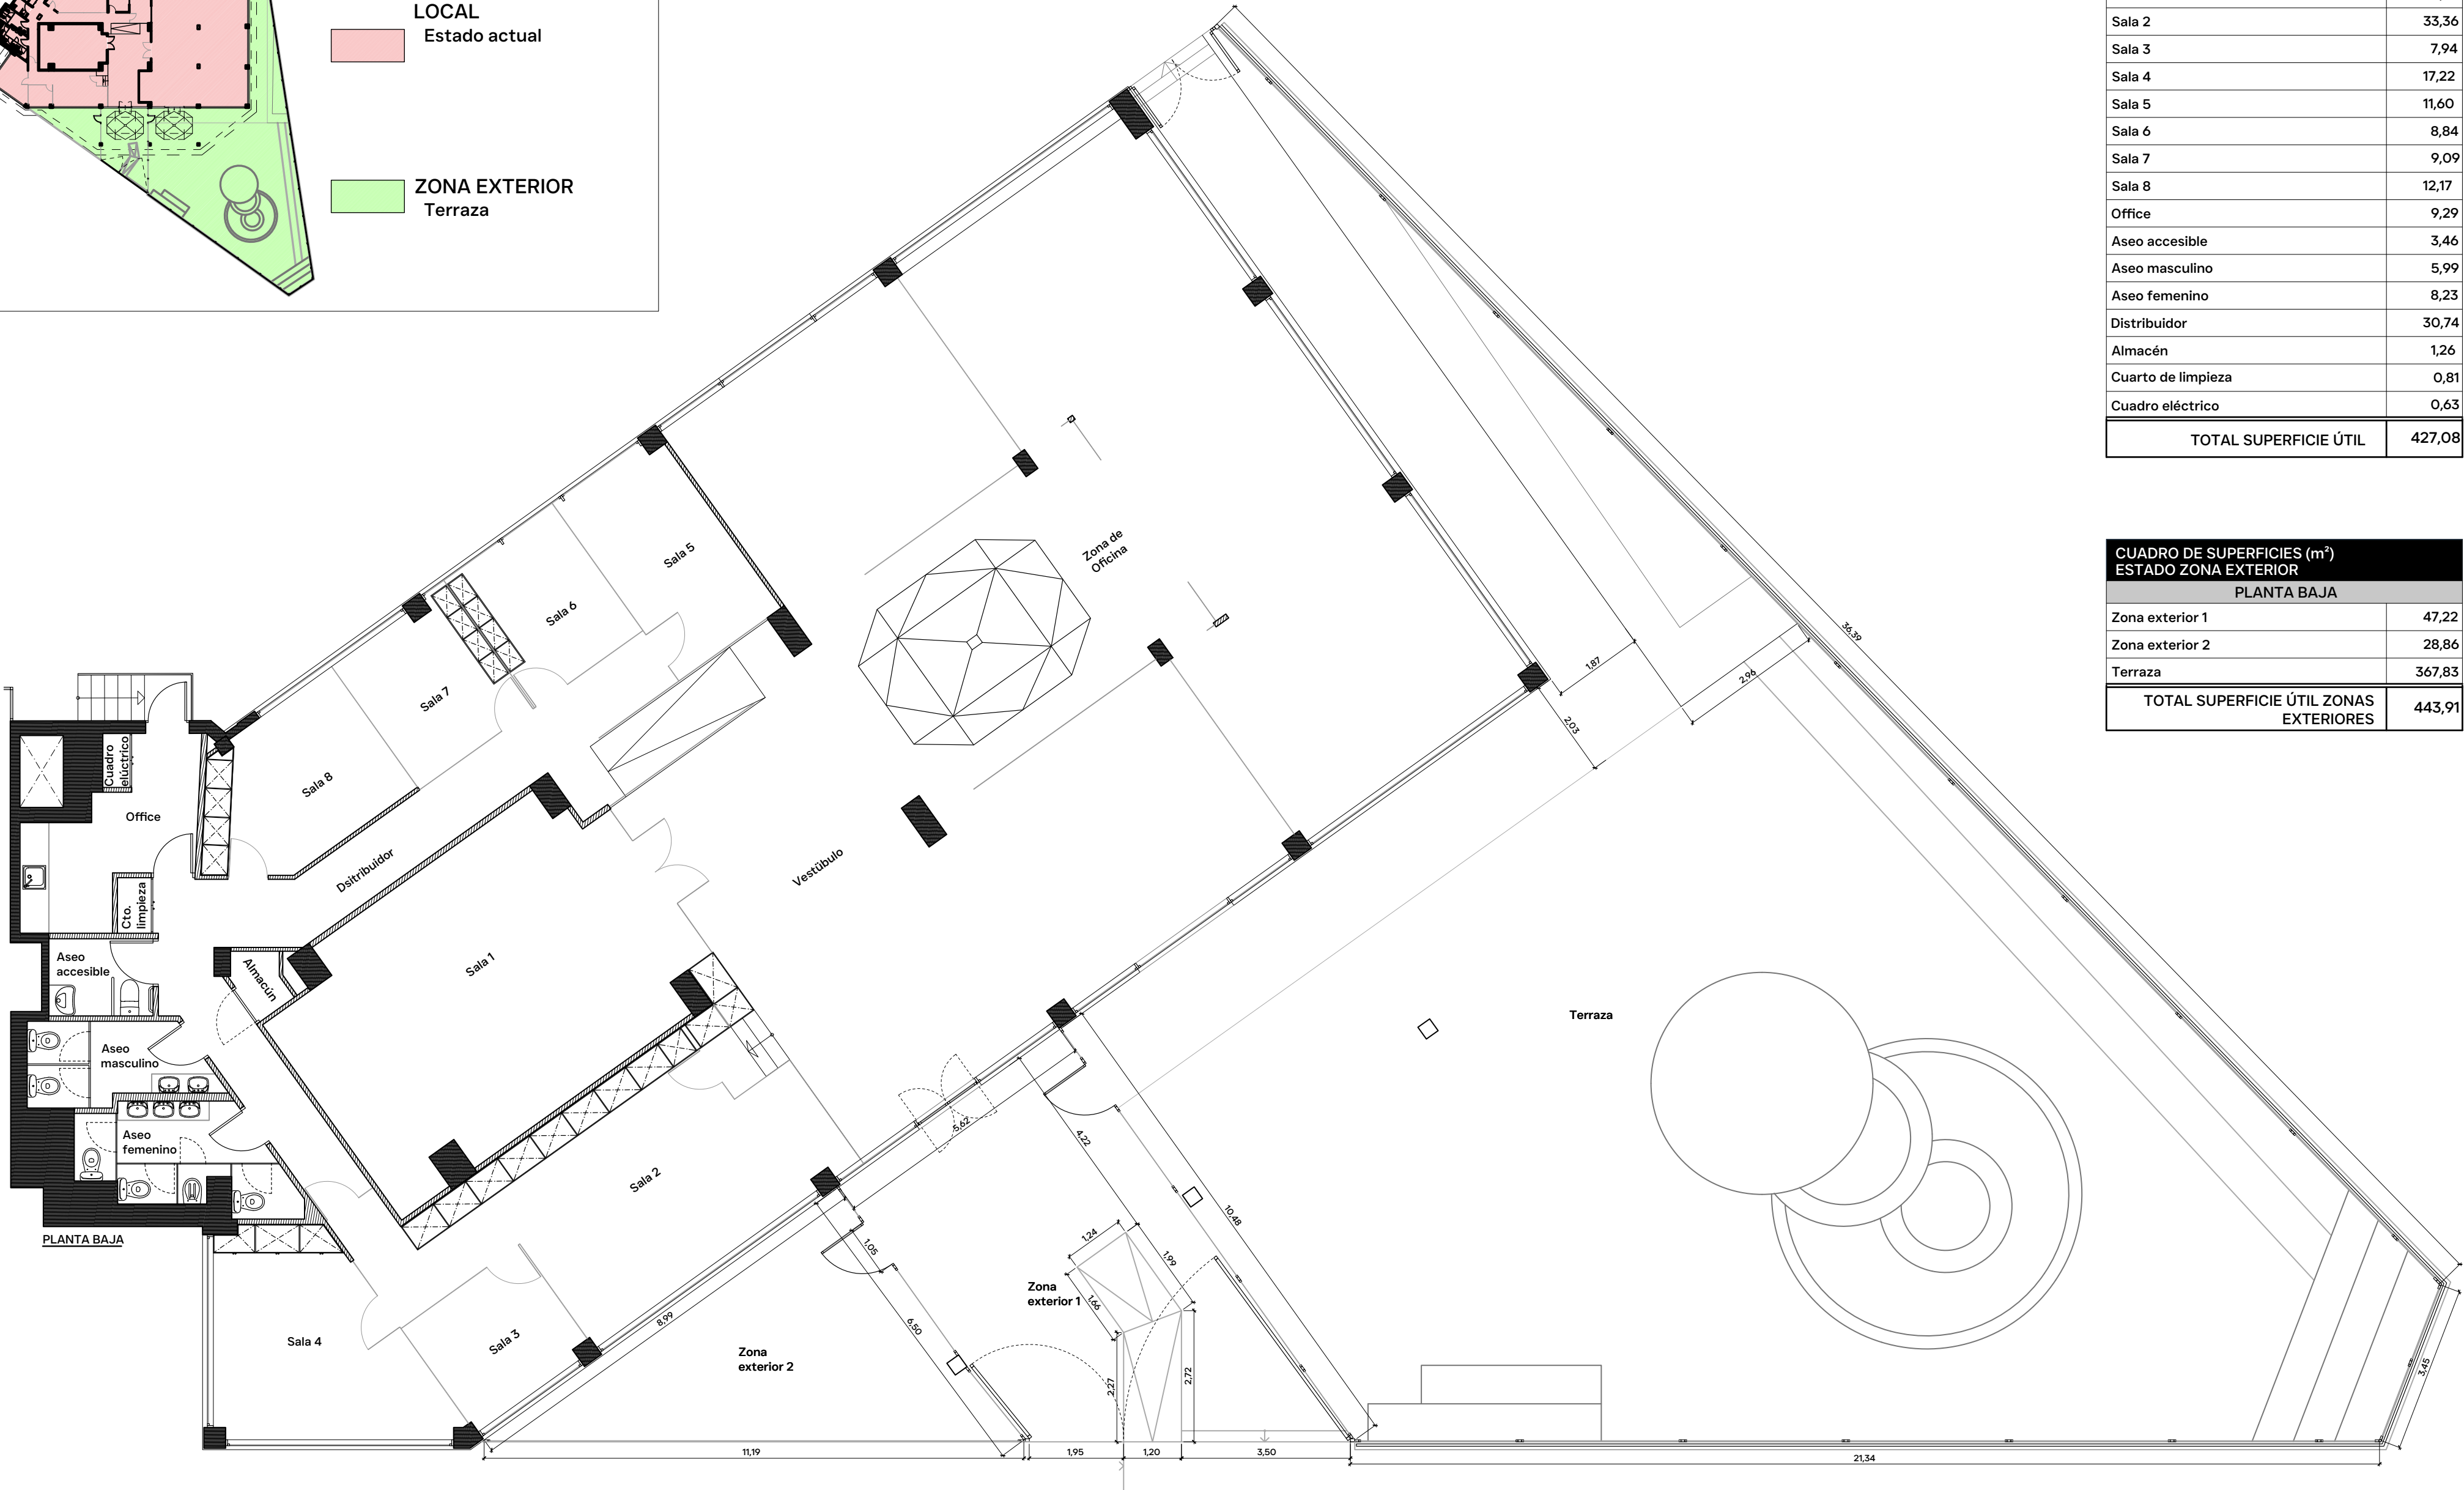 LOCAL
Estado actual
ZONA EXTERIOR
Terraza
Sala 2 33,36
Sala 3 7,94
Sala 4 17,22
Sala 5 11,60
Sala 6 8,84
Sala 7 9,09
Sala 8 12,17
Office 9,29
Aseo accesible 3,46
Aseo masculino 5,99
Aseo femenino 8,23
Distribuidor 30,74
Almacén 1,26
Cuarto de limpieza 0,81
Cuadro eléctrico 0,63
TOTAL SUPERFICIE ÚTIL 427,08
CUADRO DE SUPERFICIES (m²)
ESTADO ZONA EXTERIOR
PLANTA BAJA
Zona exterior 1 47,22
Zona exterior 2 28,86
Terraza 367,83
TOTAL SUPERFICIE ÚTIL ZONAS
EXTERIORES 443,91
Zona de
Oficina
Sala 5
Sala 6
Sala 7
Sala 8
Cuadro
elúctrico
Office
Dsitribuidor
Vestübulo
Cto.
limpieza
Aseo
accesible
Almacún
Sala 1
Aseo
masculino
Aseo
femenino
Sala 2
PLANTA BAJA
Sala 4
Sala 3
Zona
exterior 2
Zona
exterior 1
Terraza
36,39
1,87
2,96
2,03
5,62
4,22
10,48
1,24
1,99
1,66
1,05
6,50
8,99
2,27
2,72
3,45
11,19
1,95
1,20
3,50
21,34